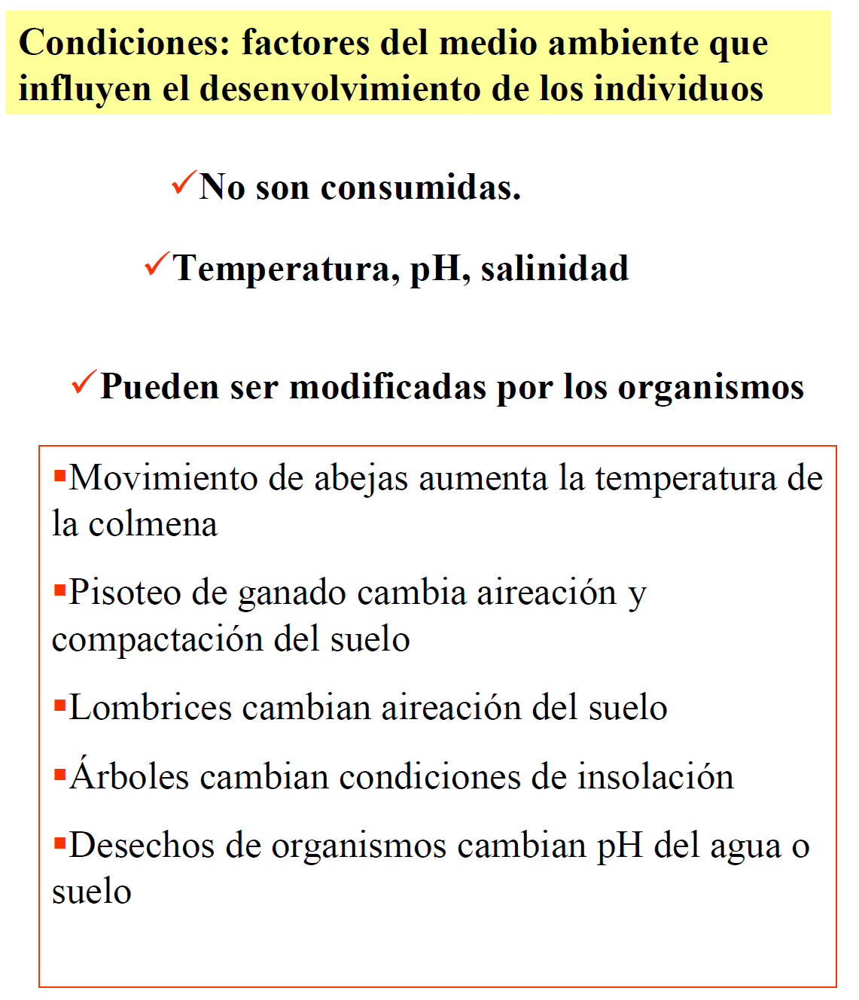 Condiciones: factores del medio ambiente que
influyen el desenvolvimiento de los individuos
✓No son consumidas.
✓Temperatura, pH, salinidad
✓Pueden ser modificadas por los organismos
▪Movimiento de abejas aumenta la temperatura de
la colmena
▪Pisoteo de ganado cambia aireación y
compactación del suelo
▪Lombrices cambian aireación del suelo
▪Árboles cambian condiciones de insolación
▪Desechos de organismos cambian pH del agua o
suelo